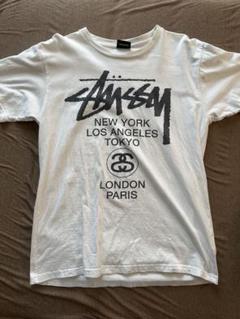 Stüssy
NEW YORK
LOS ANGELES
TOKYO
LONDON
PARIS